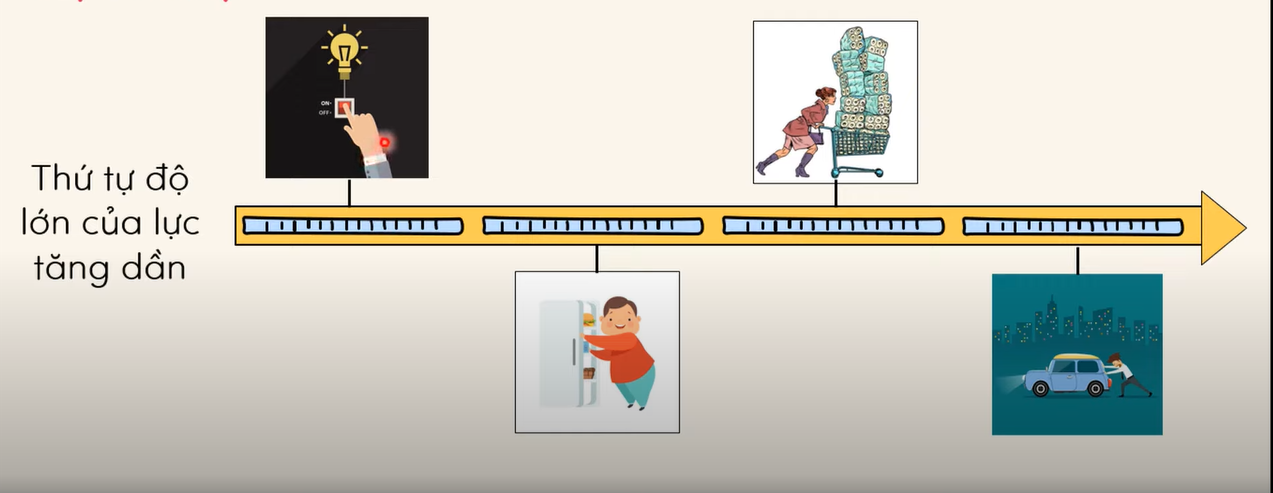 ON-
OFF-
Thứ tự độ
lớn của lực
tăng dần